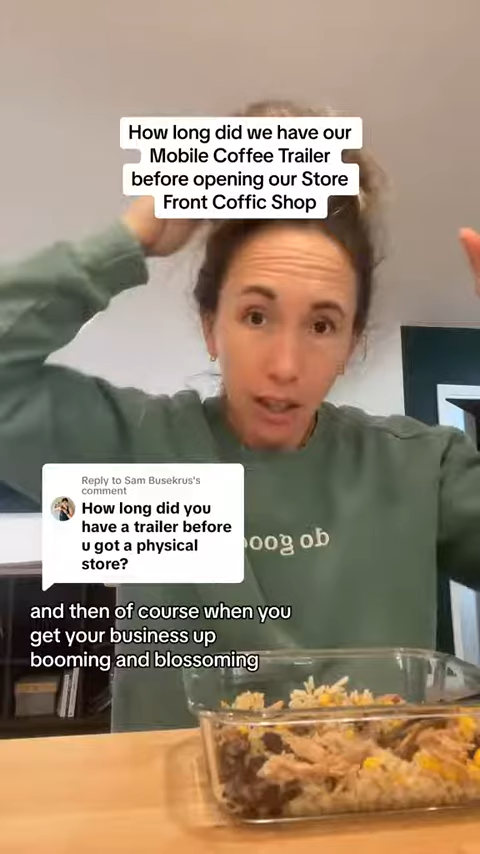 How long did we have our
Mobile Coffee Trailer
before opening our Store
Front Coffic Shop
Reply to Sam Busekrus's
comment
How long did you
have a trailer before
u got a physical
store?
do good
and then of course when you
get your business up
booming and blossoming